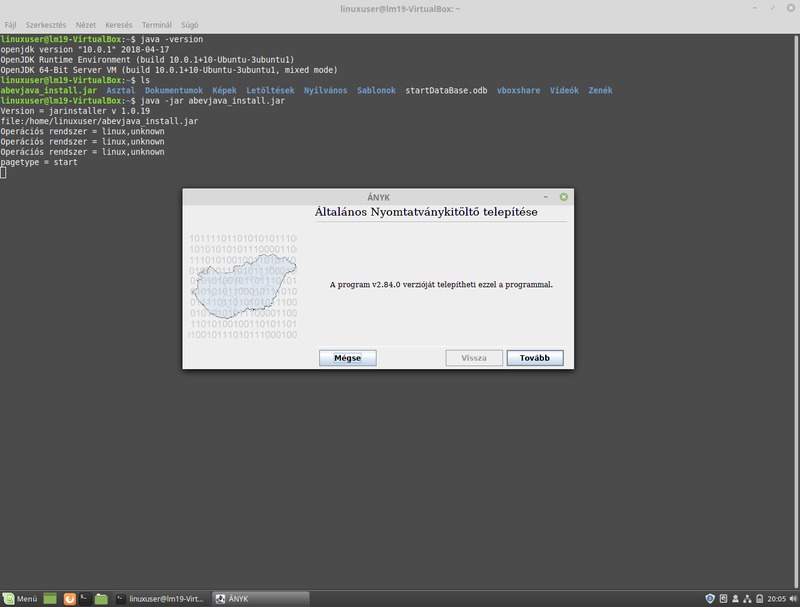 linuxuser@lm19-VirtualBox: ~
Fájl Szerkesztés Nézet Keresés Terminál Súgó
linuxuser@lm19-VirtualBox:~$ java -version
openjdk version "10.0.1" 2018-04-17
OpenJDK Runtime Environment (build 10.0.1+10-Ubuntu-3ubuntu1)
OpenJDK 64-Bit Server VM (build 10.0.1+10-Ubuntu-3ubuntu1, mixed mode)
linuxuser@lm19-VirtualBox:~$ ls
abevjava_install.jar Asztal Dokumentumok Képek Letöltések Nyilvános Sablonok startDataBase.odb vboxshare Videók Zenék
linuxuser@lm19-VirtualBox:~$ java -jar abevjava_install.jar
Version = jarinstaller v 1.0.19
file:/home/linuxuser/abevjava_install.jar
Operációs rendszer = linux,unknown
Operációs rendszer = linux,unknown
Operációs rendszer = linux,unknown
pagetype = start
ÁNYK
Általános Nyomtatványkitöltő telepítése
A program v2.84.0 verzióját telepítheti ezzel a programmal.
Mégse Vissza Tovább
Menü linuxuser@lm19-Virt... ÁNYK 20:05